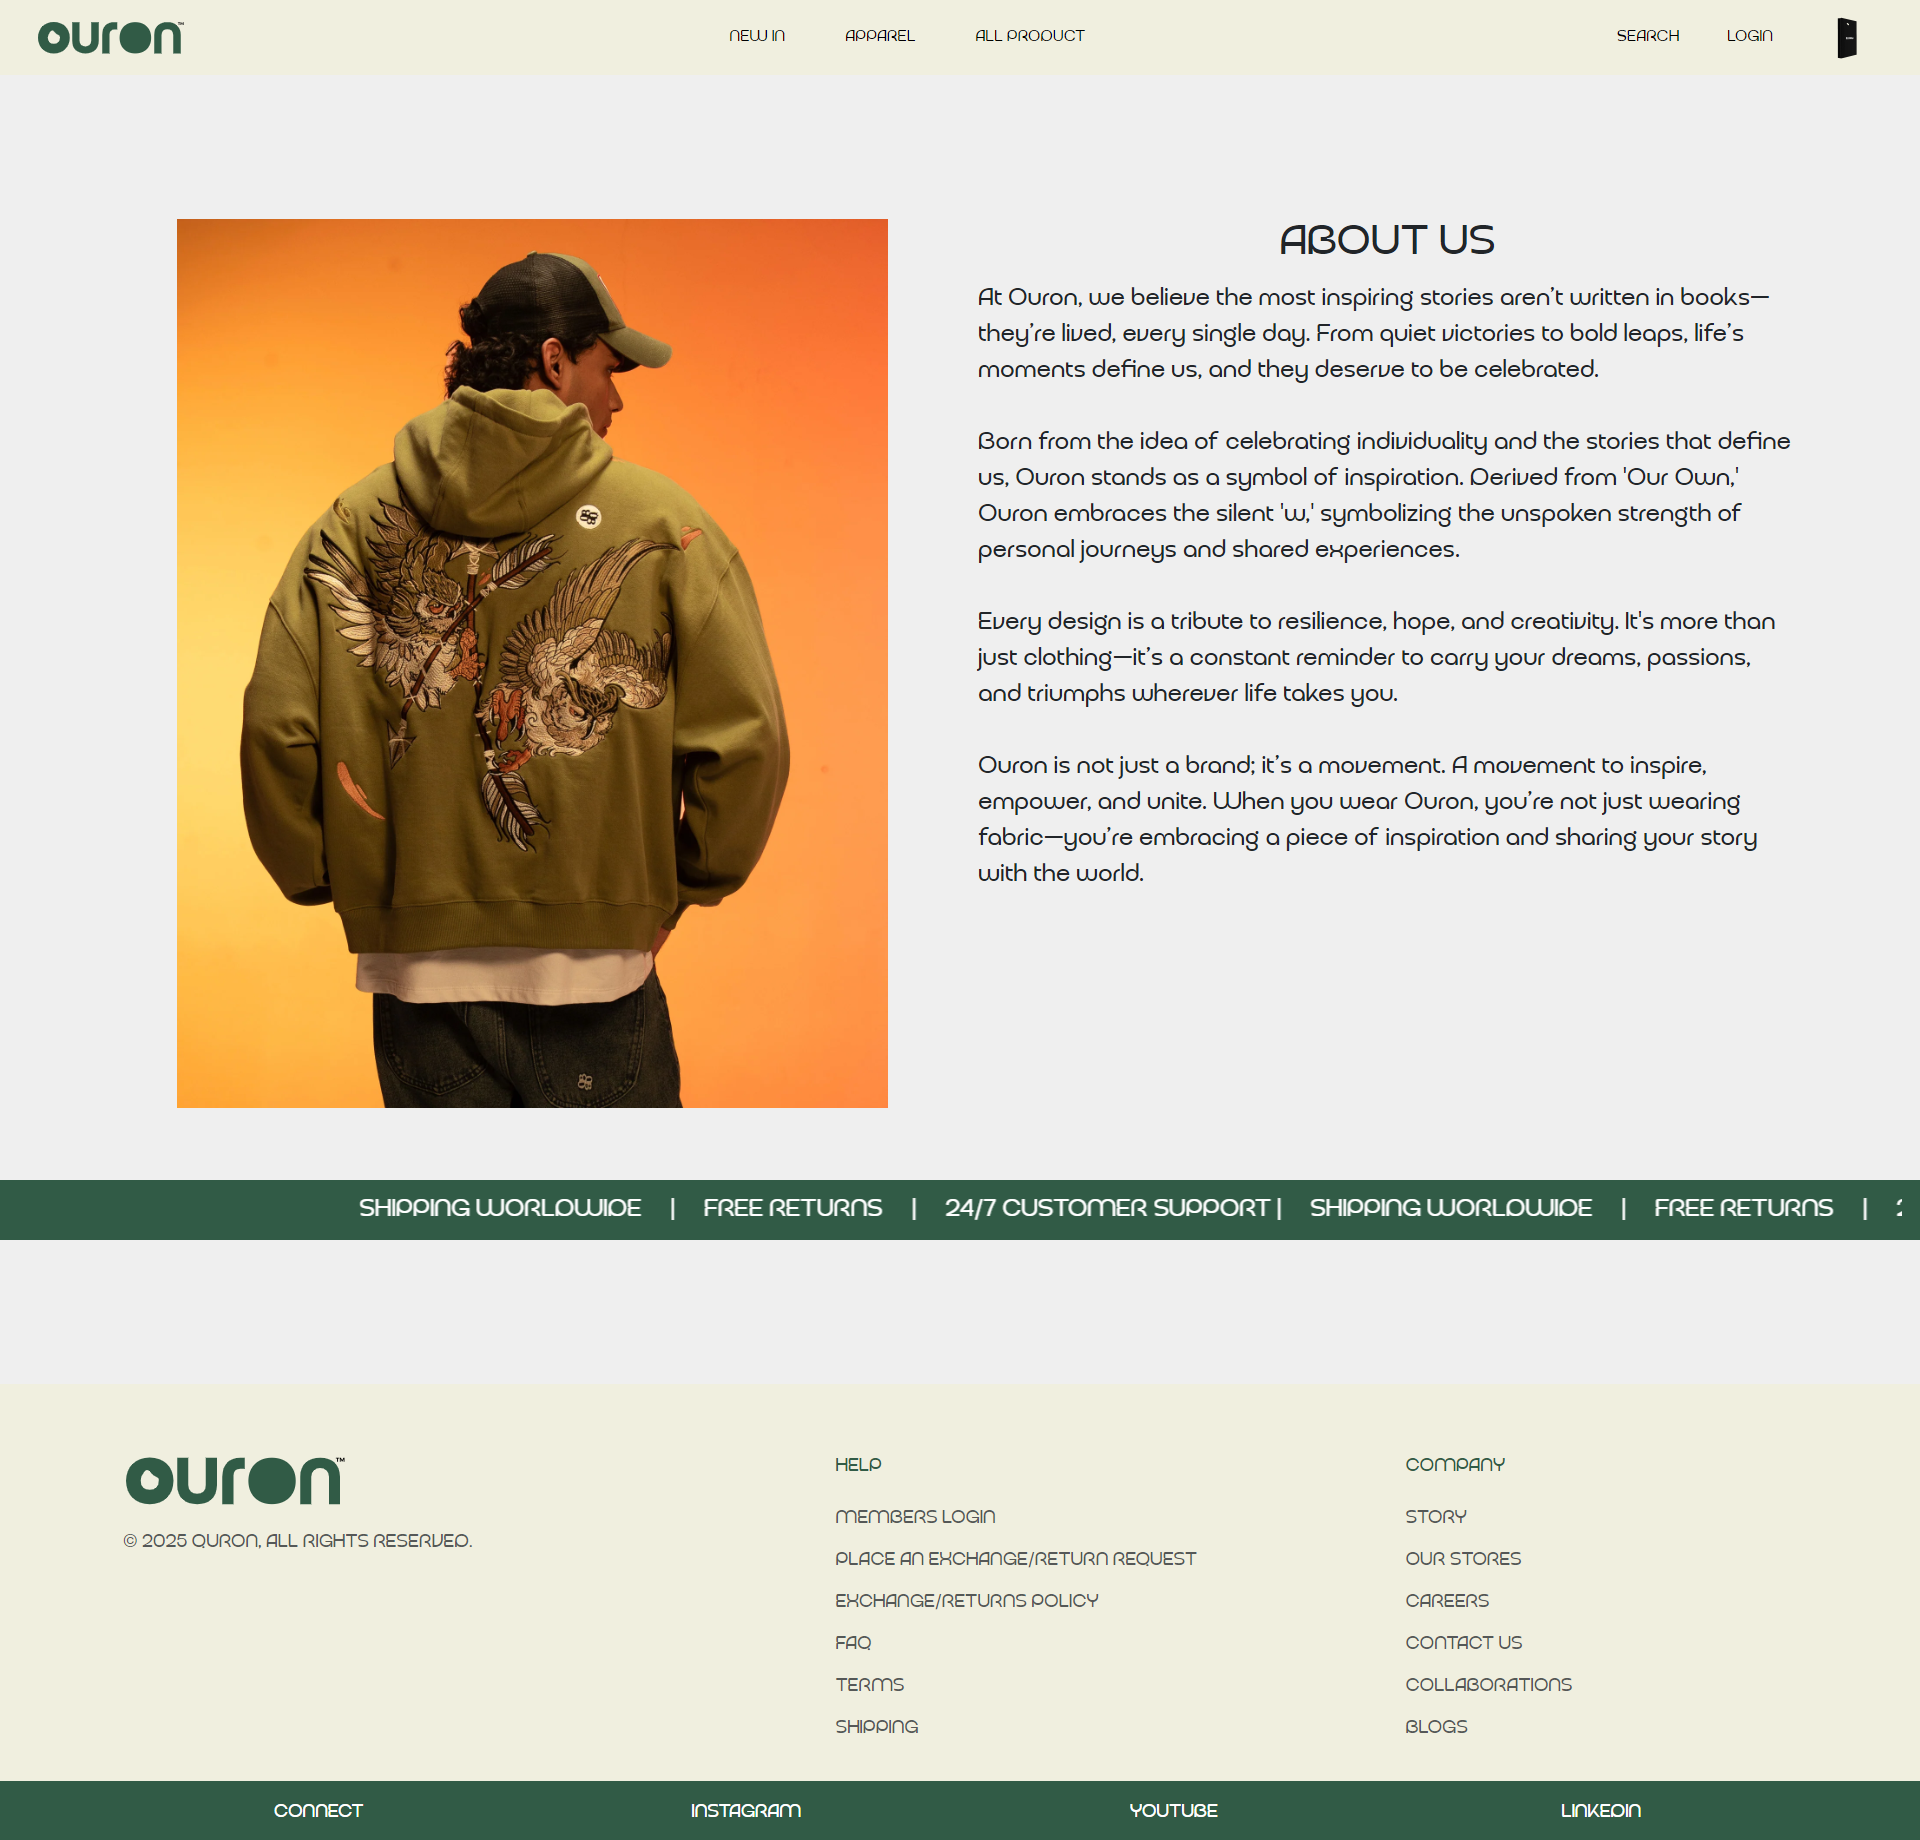 ouron™
NEW IN
APPAREL
ALL PRODUCT
SEARCH
LOGIN
ABOUT US
At Ouron, we believe the most inspiring stories aren’t written in books—
they’re lived, every single day. From quiet victories to bold leaps, life’s
moments define us, and they deserve to be celebrated.
Born from the idea of celebrating individuality and the stories that define
us, Ouron stands as a symbol of inspiration. Derived from 'Our Own,'
Ouron embraces the silent 'w,' symbolizing the unspoken strength of
personal journeys and shared experiences.
Every design is a tribute to resilience, hope, and creativity. It's more than
just clothing—it’s a constant reminder to carry your dreams, passions,
and triumphs wherever life takes you.
Ouron is not just a brand; it’s a movement. A movement to inspire,
empower, and unite. When you wear Ouron, you’re not just wearing
fabric—you’re embracing a piece of inspiration and sharing your story
with the world.
SHIPPING WORLDWIDE | FREE RETURNS | 24/7 CUSTOMER SUPPORT | SHIPPING WORLDWIDE | FREE RETURNS |
ouron™
© 2025 QURON, ALL RIGHTS RESERVED.
HELP
MEMBERS LOGIN
PLACE AN EXCHANGE/RETURN REQUEST
EXCHANGE/RETURNS POLICY
FAQ
TERMS
SHIPPING
COMPANY
STORY
OUR STORES
CAREERS
CONTACT US
COLLABORATIONS
BLOGS
CONNECT
INSTAGRAM
YOUTUBE
LINKEDIN